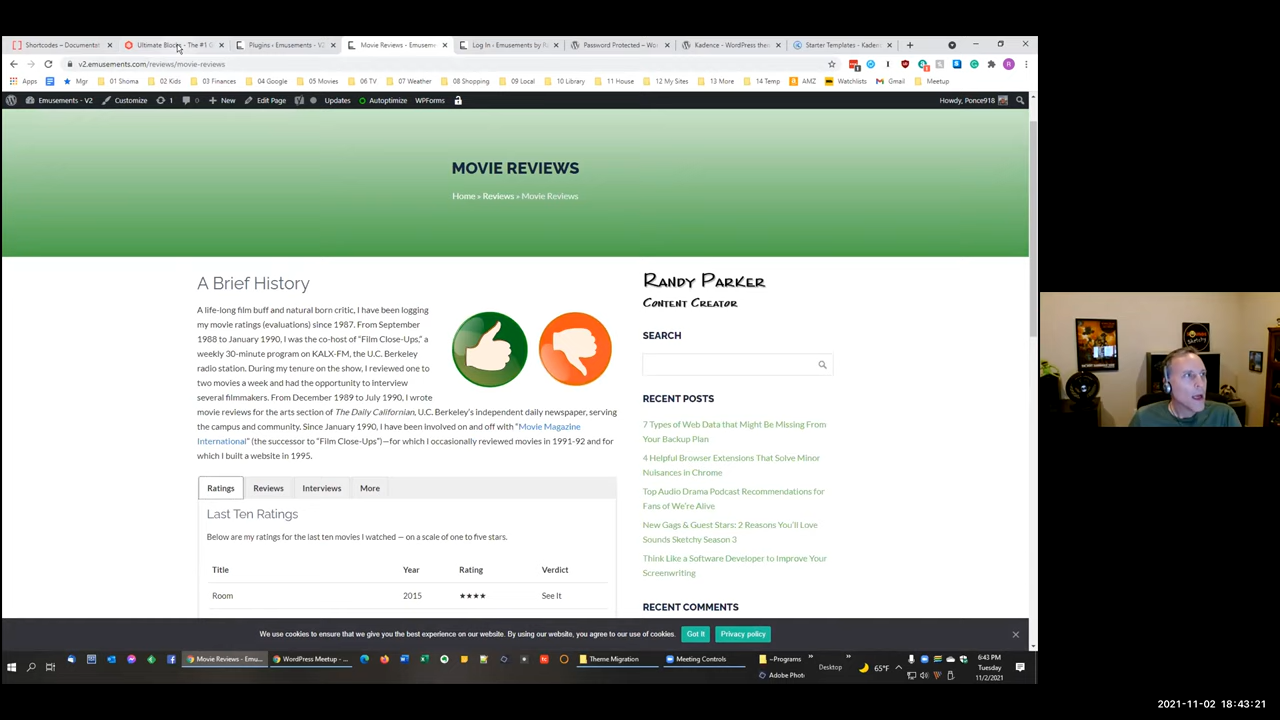 Shortcodes – Documentat
Ultimate Bloc - The #1 G
Plugins ‹ Emusements - V2
Movie Reviews - Emuseme
Log In ‹ Emusements by R
Password Protected – Wo
Kadence - WordPress the
Starter Templates - Kaden
v2.emusements.com/reviews/movie-reviews
Apps
Mgr
01 Shoma
02 Kids
03 Finances
04 Google
05 Movies
06 TV
07 Weather
08 Shopping
09 Local
10 Library
11 House
12 My Sites
13 More
14 Temp
AMZ
Watchlists
Gmail
Meetup
Emusements - V2
Customize
1
0
New
Edit Page
Updates
Autoptimize
WPForms
Howdy, Ponce918
MOVIE REVIEWS
Home » Reviews » Movie Reviews
A Brief History
A life-long film buff and natural born critic, I have been logging
my movie ratings (evaluations) since 1987. From September
1988 to January 1990, I was the co-host of “Film Close-Ups,” a
weekly 30-minute program on KALX-FM, the U.C. Berkeley
radio station. During my tenure on the show, I reviewed one to
two movies a week and had the opportunity to interview
several filmmakers. From December 1989 to July 1990, I wrote
movie reviews for the arts section of The Daily Californian, U.C. Berkeley’s independent daily newspaper, serving
the campus and community. Since January 1990, I have been involved on and off with “Movie Magazine
International” (the successor to “Film Close-Ups”)—for which I occasionally reviewed movies in 1991-92 and for
which I built a website in 1995.
Ratings
Reviews
Interviews
More
Last Ten Ratings
Below are my ratings for the last ten movies I watched — on a scale of one to five stars.
Title Year Rating Verdict
Room 2015 ★★★★ See It
Randy Parker
Content Creator
SEARCH
RECENT POSTS
7 Types of Web Data that Might Be Missing From
Your Backup Plan
4 Helpful Browser Extensions That Solve Minor
Nuisances in Chrome
Top Audio Drama Podcast Recommendations for
Fans of We’re Alive
New Gags & Guest Stars: 2 Reasons You’ll Love
Sounds Sketchy Season 3
Think Like a Software Developer to Improve Your
Screenwriting
RECENT COMMENTS
We use cookies to ensure that we give you the best experience on our website. By using our website, you agree to our use of cookies.
Got It
Privacy policy
Movie Reviews - Emu...
WordPress Meetup - ...
Theme Migration
Meeting Controls
~Programs
Adobe Phot
Desktop
65°F
6:43 PM
Tuesday
11/2/2021
2021-11-02 18:43:21